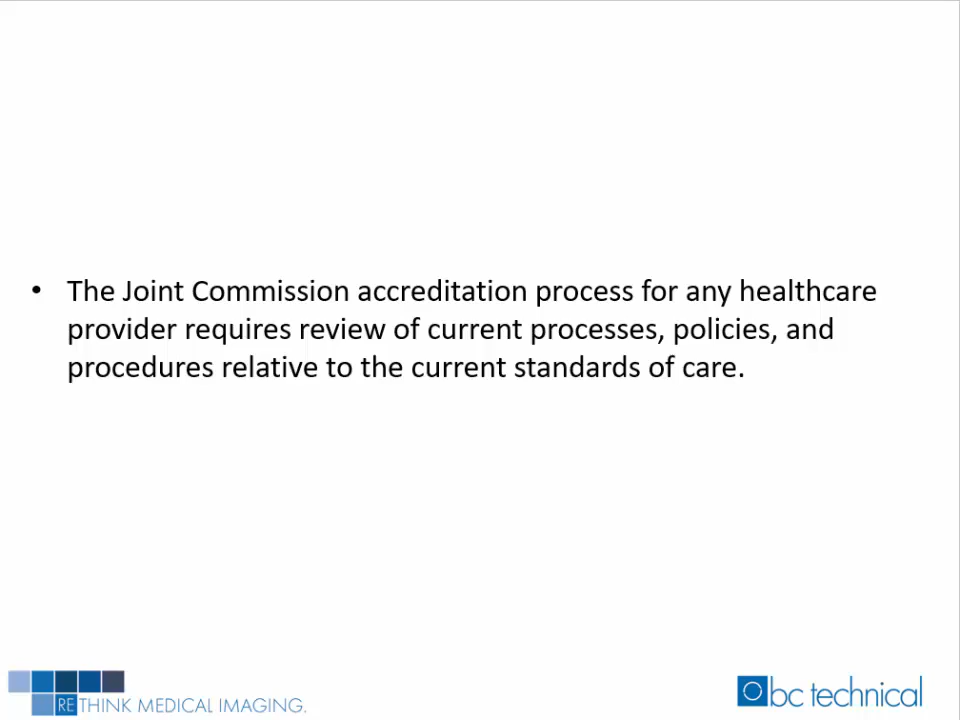 • The Joint Commission accreditation process for any healthcare
provider requires review of current processes, policies, and
procedures relative to the current standards of care.
RETHINK MEDICAL IMAGING.
bc technical